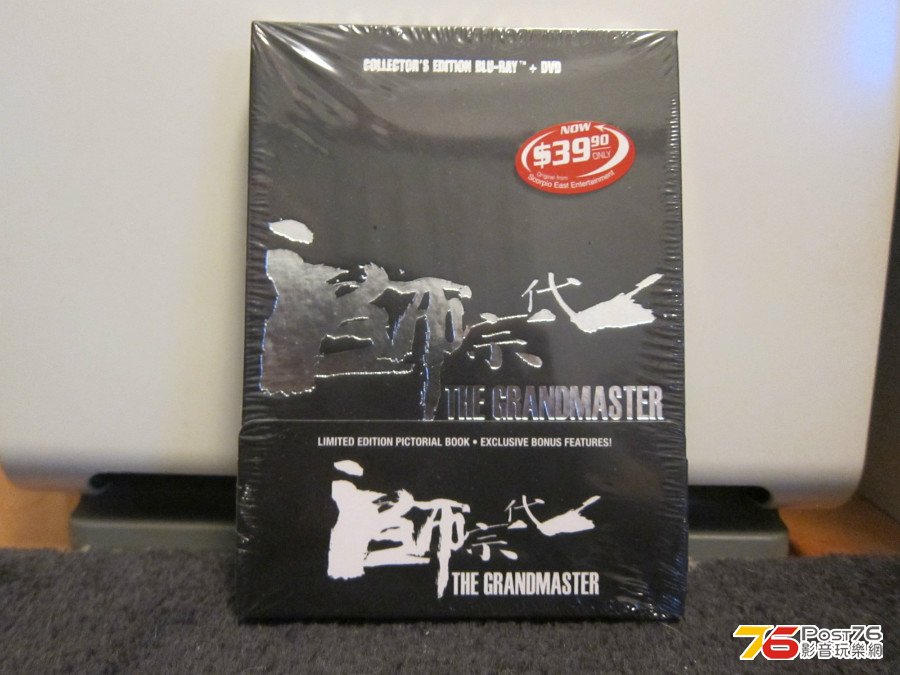 COLLECTOR'S EDITION BLU-RAY™ + DVD
NOW
$39.90
ONLY
Original from
Scorpio East Entertainment
一代宗師
THE GRANDMASTER
LIMITED EDITION PICTORIAL BOOK • EXCLUSIVE BONUS FEATURES!
一代宗師
THE GRANDMASTER
76 Post76
影音玩樂網